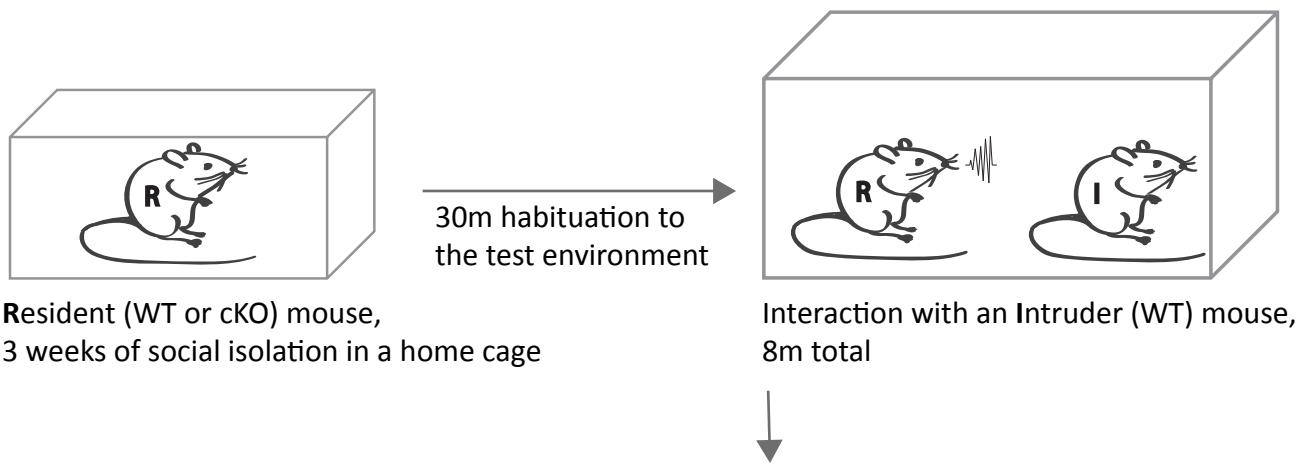 R
30m habituation to
the test environment
R
I
Resident (WT or cKO) mouse,
3 weeks of social isolation in a home cage
Interaction with an Intruder (WT) mouse,
8m total